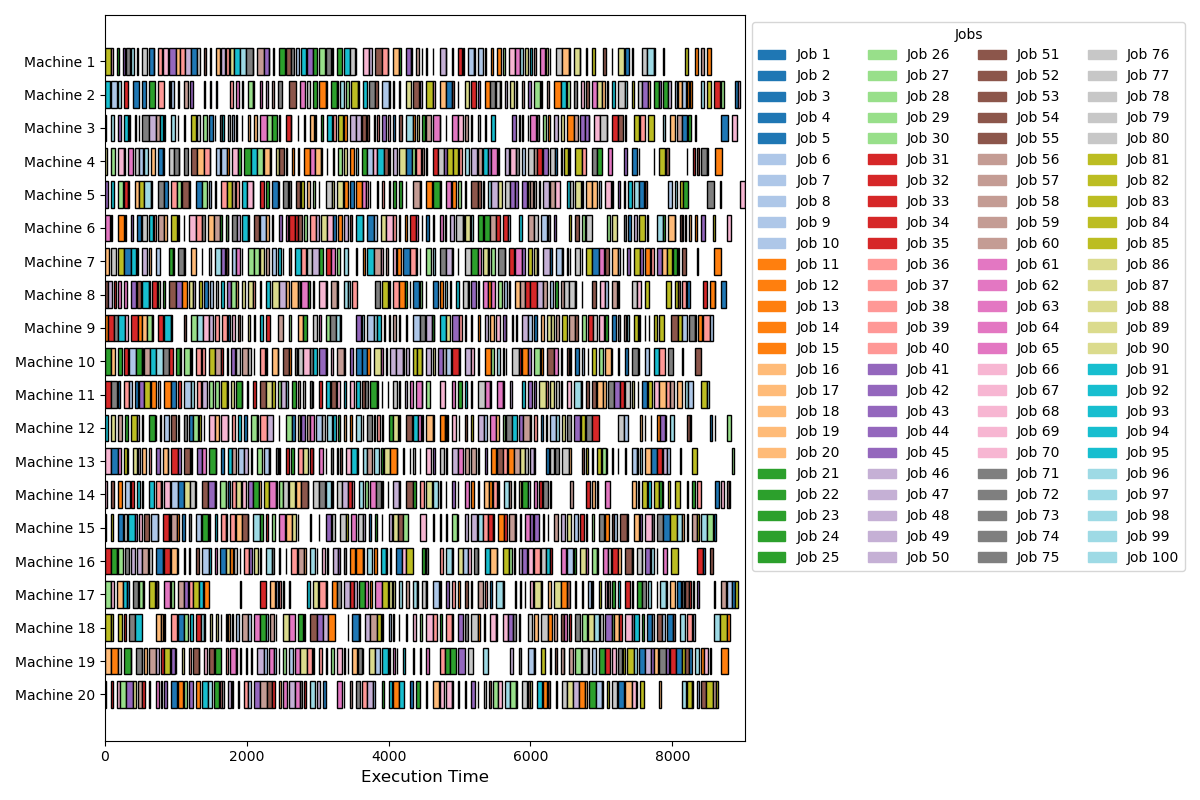 Machine 1
Machine 2
Machine 3
Machine 4
Machine 5
Machine 6
Machine 7
Machine 8
Machine 9
Machine 10
Machine 11
Machine 12
Machine 13
Machine 14
Machine 15
Machine 16
Machine 17
Machine 18
Machine 19
Machine 20
0 2000 4000 6000 8000
Execution Time
Jobs
Job 1 Job 26 Job 51 Job 76
Job 2 Job 27 Job 52 Job 77
Job 3 Job 28 Job 53 Job 78
Job 4 Job 29 Job 54 Job 79
Job 5 Job 30 Job 55 Job 80
Job 6 Job 31 Job 56 Job 81
Job 7 Job 32 Job 57 Job 82
Job 8 Job 33 Job 58 Job 83
Job 9 Job 34 Job 59 Job 84
Job 10 Job 35 Job 60 Job 85
Job 11 Job 36 Job 61 Job 86
Job 12 Job 37 Job 62 Job 87
Job 13 Job 38 Job 63 Job 88
Job 14 Job 39 Job 64 Job 89
Job 15 Job 40 Job 65 Job 90
Job 16 Job 41 Job 66 Job 91
Job 17 Job 42 Job 67 Job 92
Job 18 Job 43 Job 68 Job 93
Job 19 Job 44 Job 69 Job 94
Job 20 Job 45 Job 70 Job 95
Job 21 Job 46 Job 71 Job 96
Job 22 Job 47 Job 72 Job 97
Job 23 Job 48 Job 73 Job 98
Job 24 Job 49 Job 74 Job 99
Job 25 Job 50 Job 75 Job 100